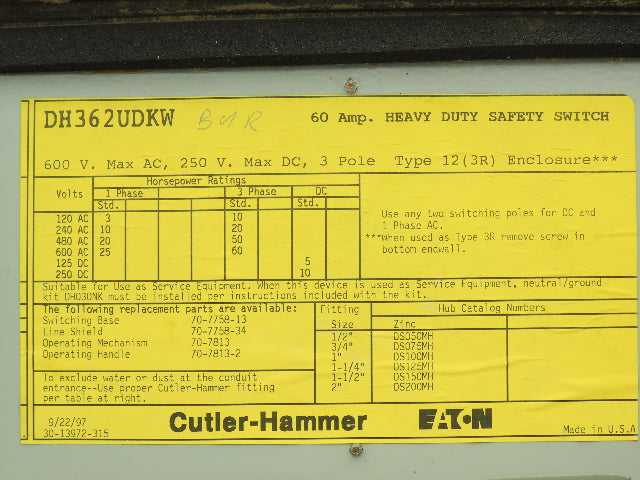 DH362UDKW BUR 60 Amp. HEAVY DUTY SAFETY SWITCH
600 V. Max AC, 250 V. Max DC, 3 Pole Type 12(3R) Enclosure***
Horsepower Ratings
Volts 1 Phase 3 Phase DC
Std. Std. Std.
120 AC 3 10
240 AC 10 20
480 AC 20 50
600 AC 25 60
125 DC 5
250 DC 10
Use any two switching poles for DC and
1 Phase AC.
***When used as Type 3R remove screw in
bottom endwall.
Suitable for Use as Service Equipment. When this device is used as Service Equipment, neutral/ground
kit DH030NK must be installed per instructions included with the kit.
The following replacement parts are available:
Switching Base 70-7758-13
Line Shield 70-7758-34
Operating Mechanism 70-7813
Operating Handle 70-7813-2
To exclude water or dust at the conduit
entrance--Use proper Cutler-Hammer fitting
per table at right.
Fitting Hub Catalog Numbers
Size Zinc
1/2" DS050MH
3/4" DS075MH
1" DS100MH
1-1/4" DS125MH
1-1/2" DS150MH
2" DS200MH
9/22/97
30-13972-315
Cutler-Hammer EATON
Made in U.S.A